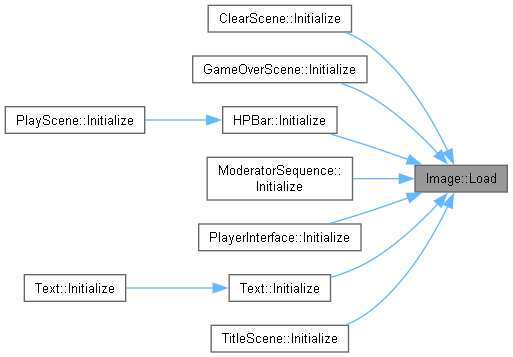 ClearScene::Initialize
GameOverScene::Initialize
PlayScene::Initialize
HPBar::Initialize
ModeratorSequence::
Initialize
Image::Load
PlayerInterface::Initialize
Text::Initialize
Text::Initialize
TitleScene::Initialize